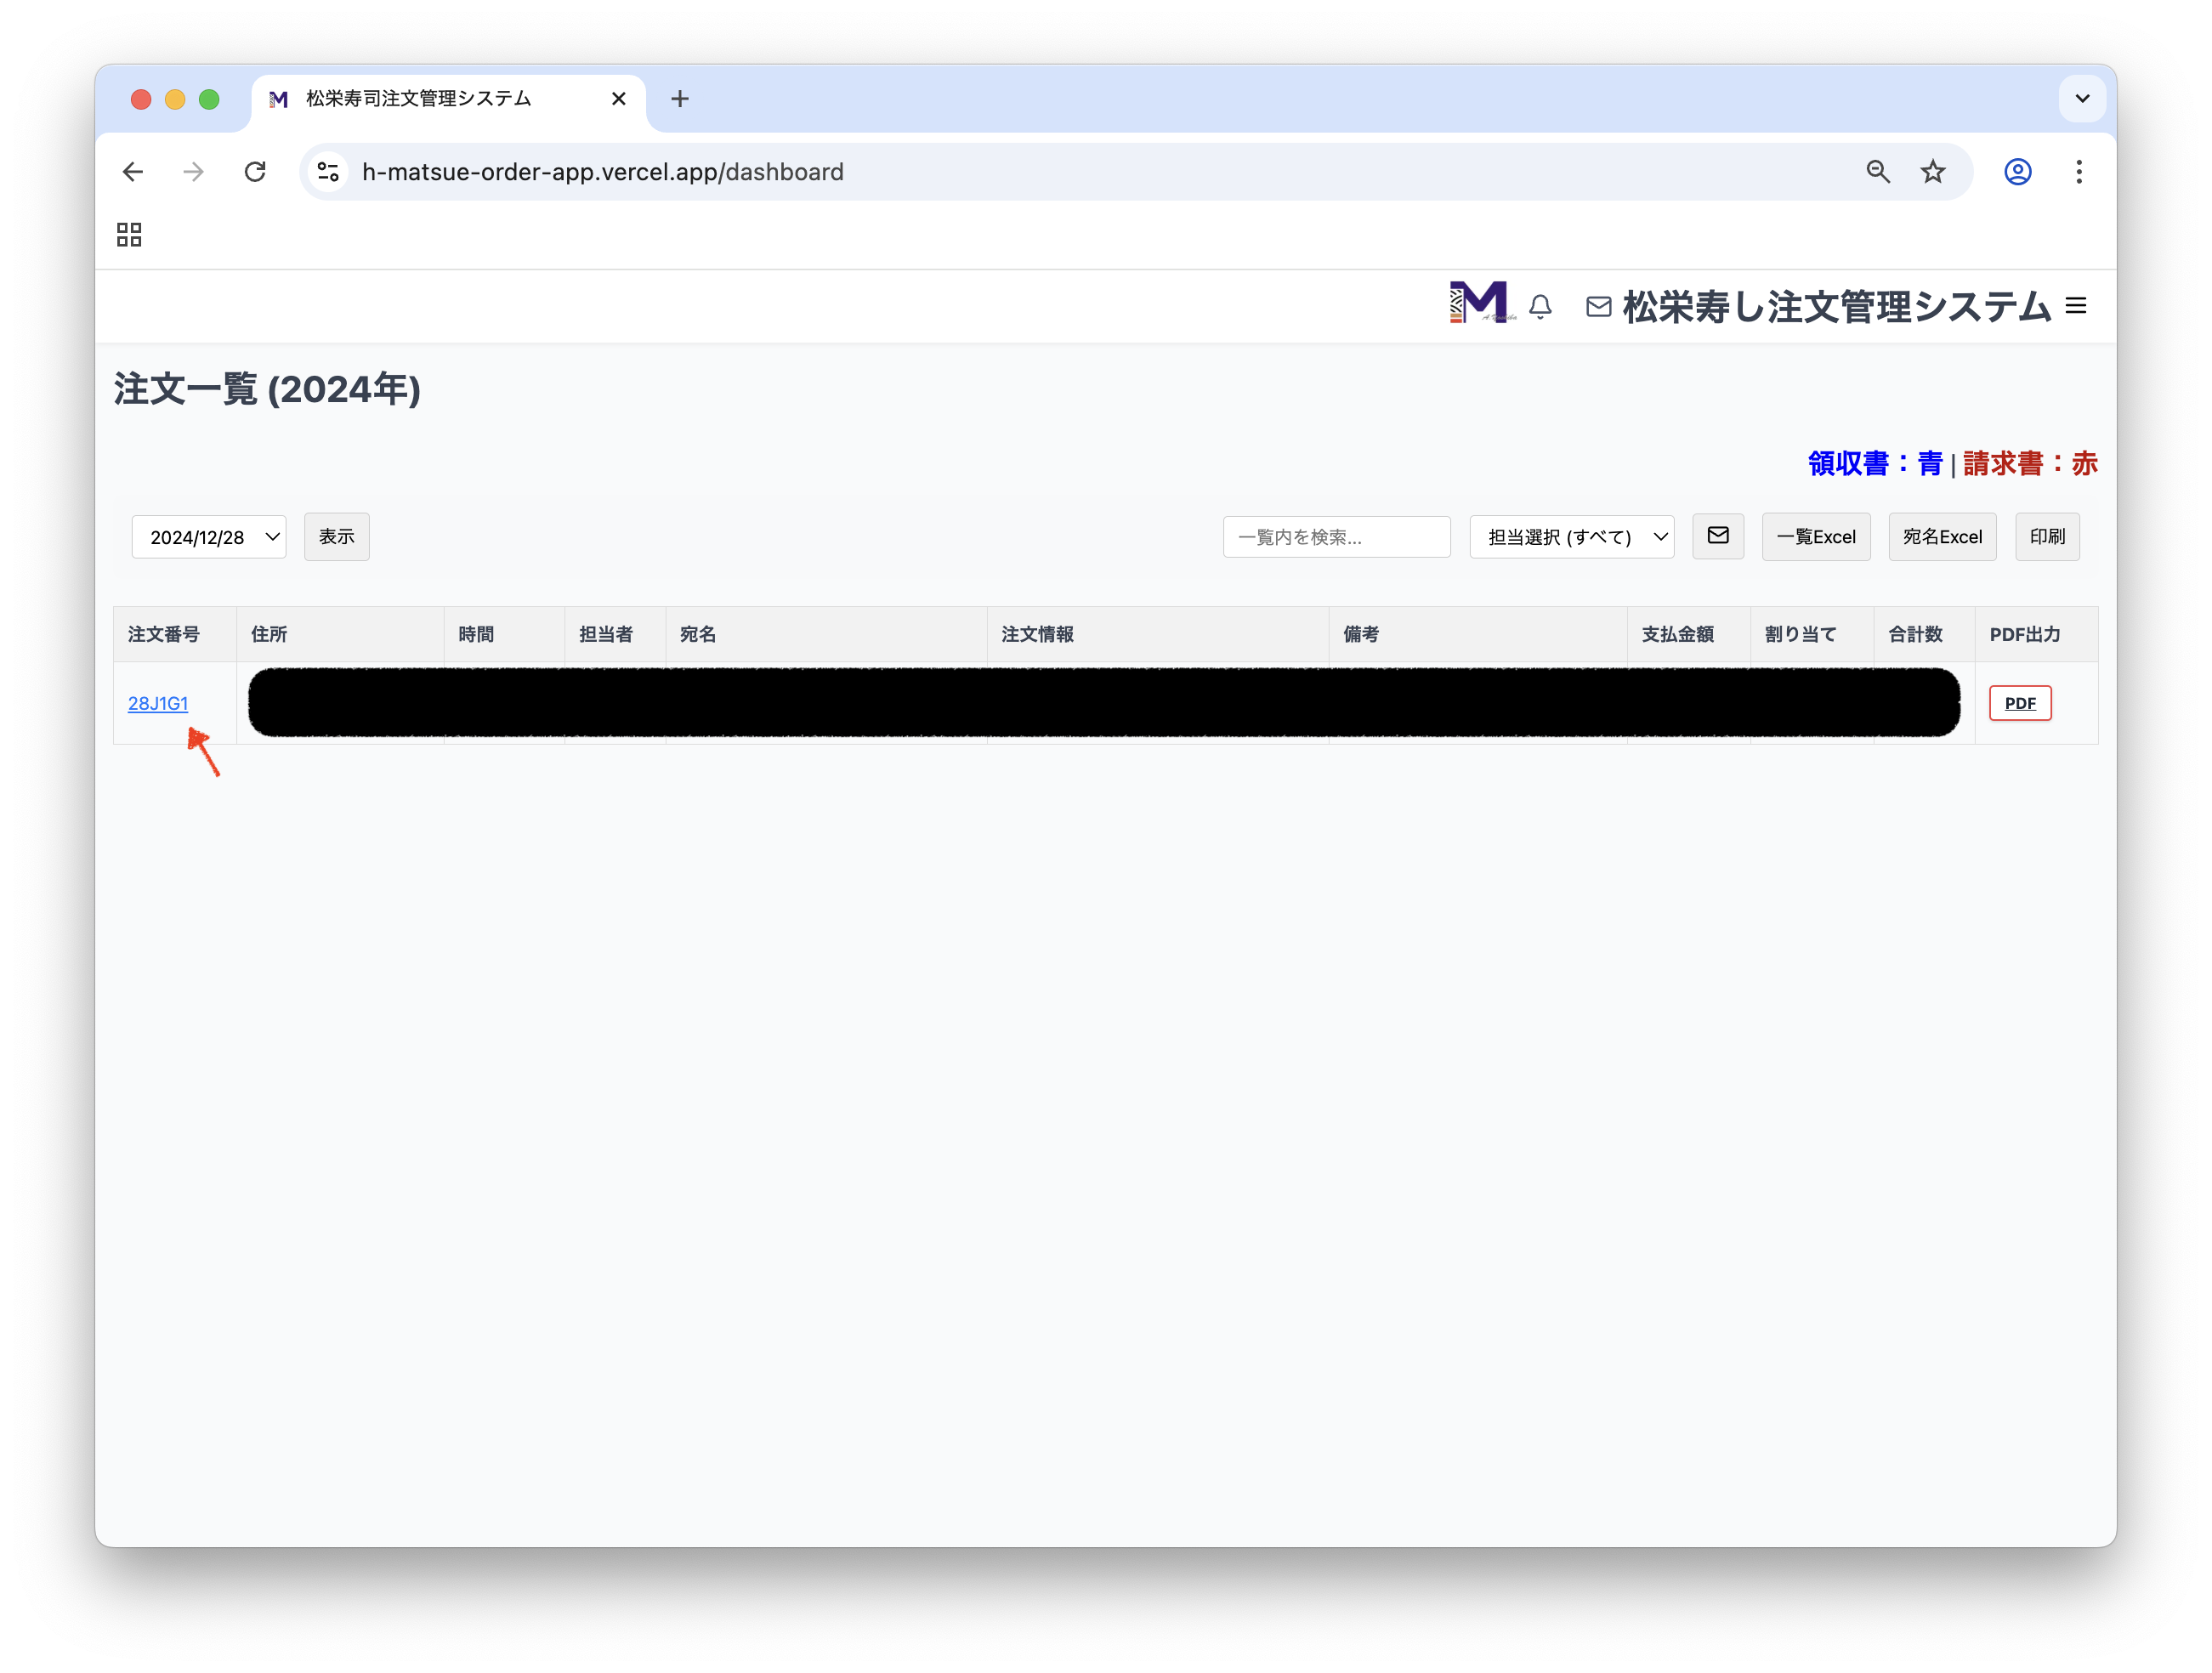 松栄寿司注文管理システム
h-matsue-order-app.vercel.app/dashboard
M 松栄寿し注文管理システム
注文一覧 (2024年)
領収書：青 | 請求書：赤
2024/12/28 表示 一覧内を検索... 担当選択 (すべて) 一覧Excel 宛名Excel 印刷
注文番号 住所 時間 担当者 宛名 注文情報 備考 支払金額 割り当て 合計数 PDF出力
28J1G1 PDF